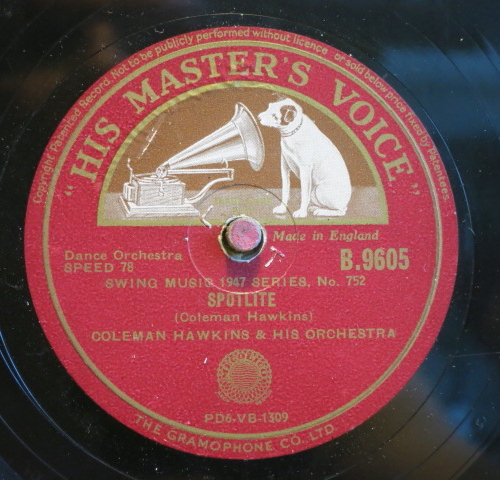 Copyright Patented Record. Not to be publicly performed without licence or sold below price fixed by Patentees.
"HIS MASTER'S VOICE"
Made in England
Dance Orchestra
SPEED 78
B.9605
SWING MUSIC 1947 SERIES, No. 752
SPOTLITE
(Coleman Hawkins)
COLEMAN HAWKINS & HIS ORCHESTRA
PD6-VB-1309
THE GRAMOPHONE CO. LTD.